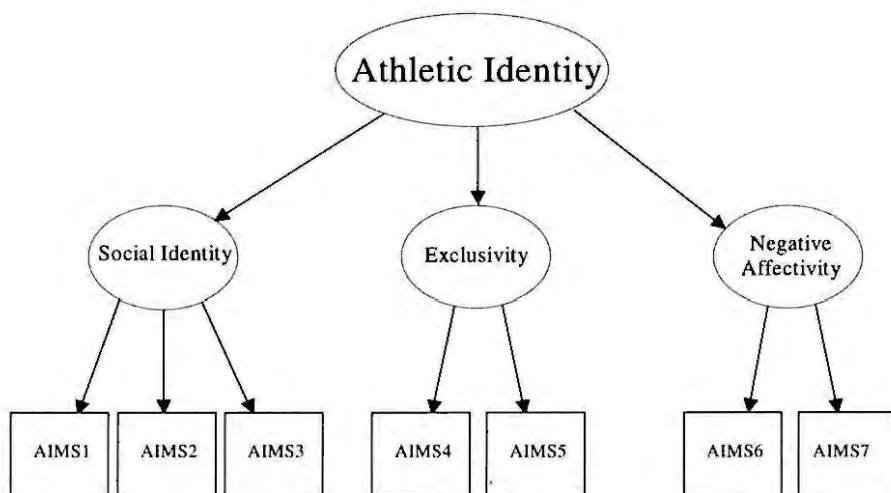 Athletic Identity
Social Identity
Exclusivity
Negative
Affectivity
AIMS1
AIMS2
AIMS3
AIMS4
AIMS5
AIMS6
AIMS7